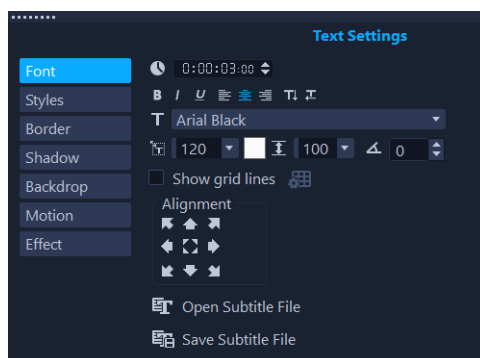 Text Settings
Font
0:00:03:00
Styles
B I U
Border
T Arial Black
Shadow
120 100 0
Backdrop
Show grid lines
Motion
Alignment
Effect
Open Subtitle File
Save Subtitle File